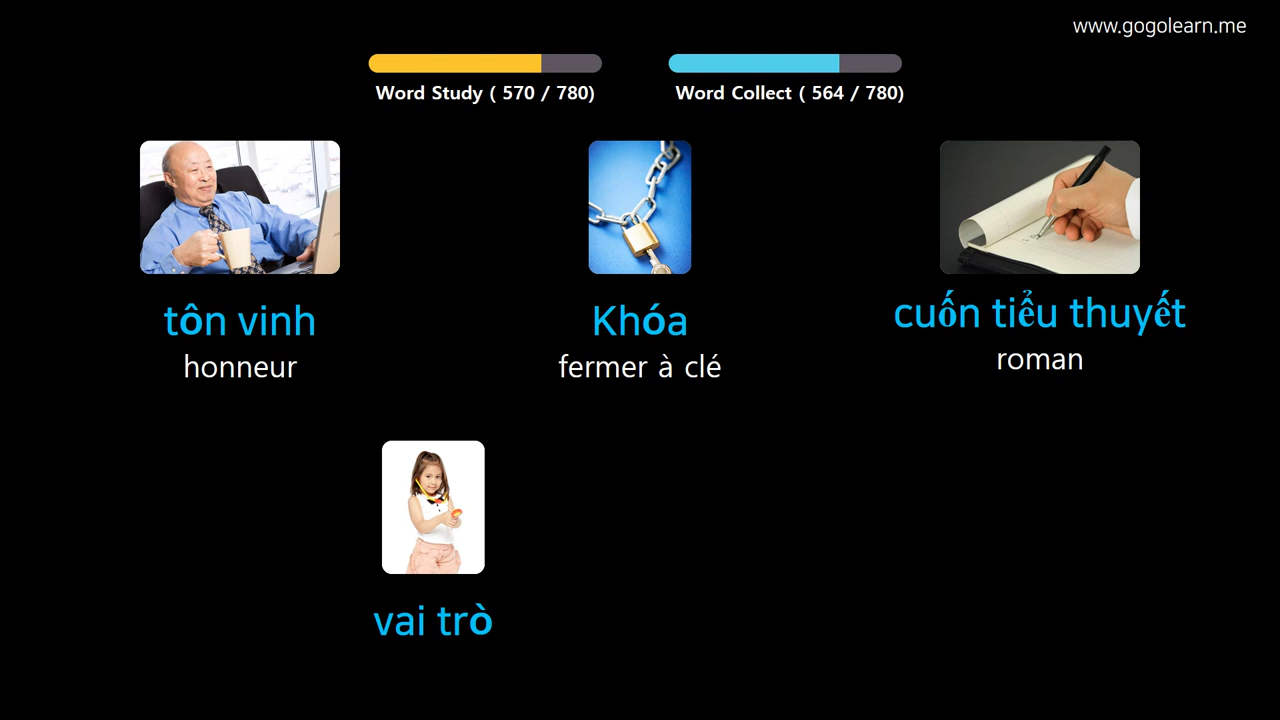 www.gogolearn.me
Word Study ( 570 / 780)
Word Collect ( 564 / 780)
tôn vinh
honneur
Khóa
fermer à clé
cuốn tiểu thuyết
roman
vai trò